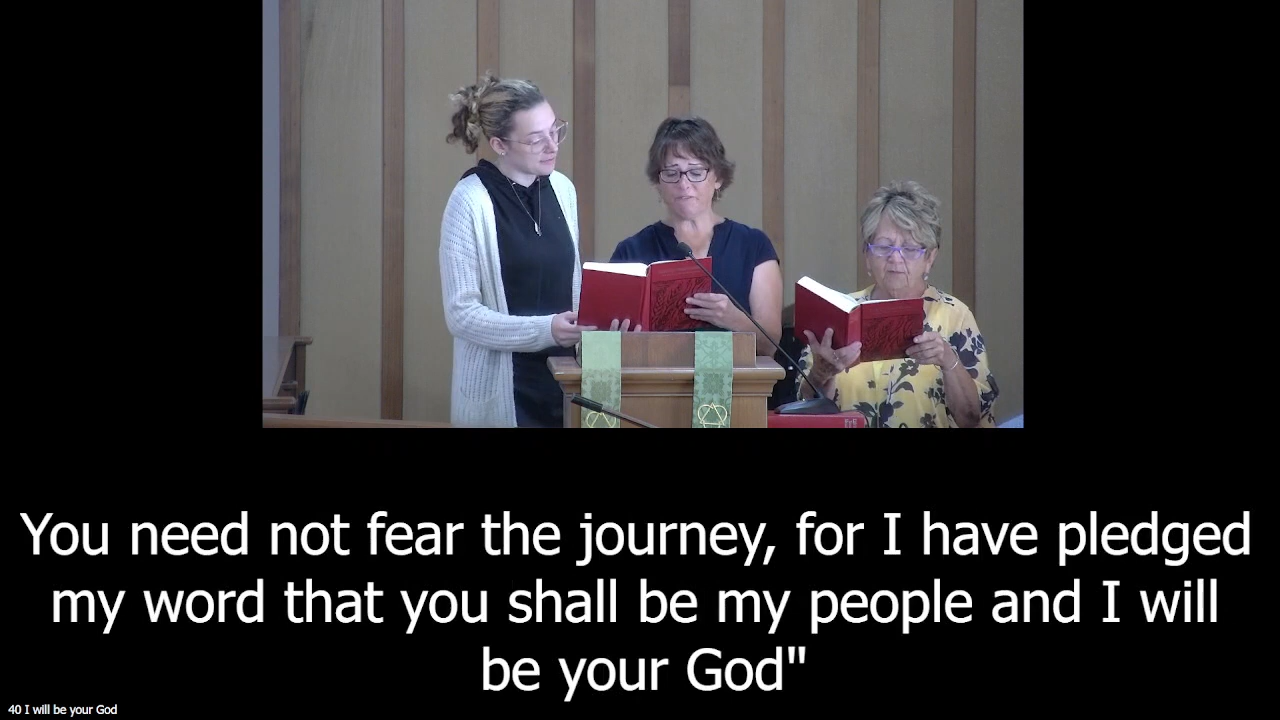 You need not fear the journey, for I have pledged
my word that you shall be my people and I will
be your God"
40 I will be your God